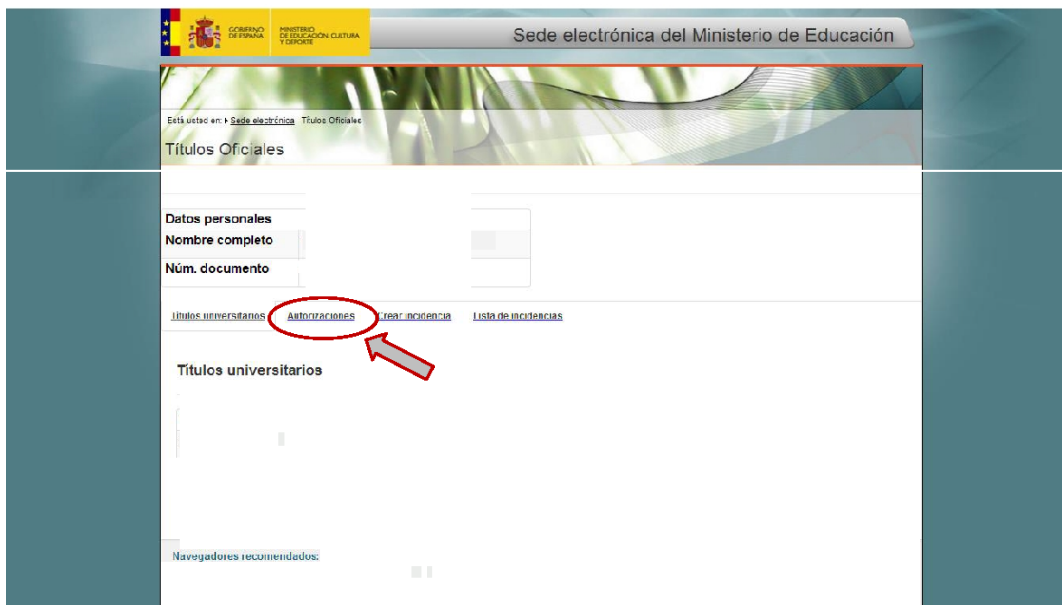 GOBIERNO
DE ESPAÑA
MINISTERIO
DE EDUCACIÓN CULTURA
Y DEPORTE
Sede electrónica del Ministerio de Educación
Está usted en: Sede electrónica Títulos Oficiales
Títulos Oficiales
Datos personales
Nombre completo
Núm. documento
Títulos universitarios Autorizaciones Crear incidencia Lista de incidencias
Títulos universitarios
Navegadores recomendados: